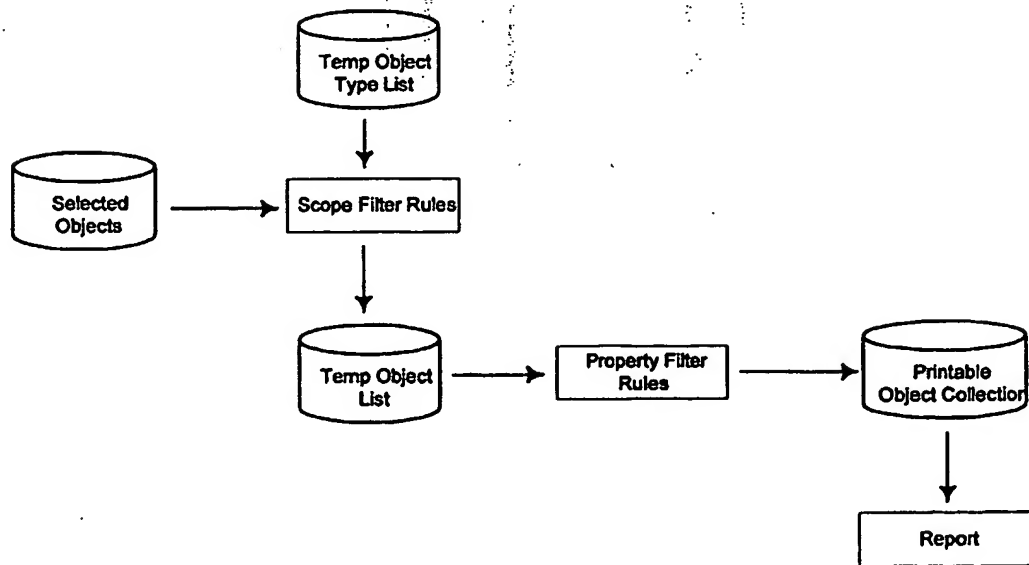 Temp Object
Type List
Selected
Objects
Scope Filter Rules
Temp Object
List
Property Filter
Rules
Printable
Object Collection
Report